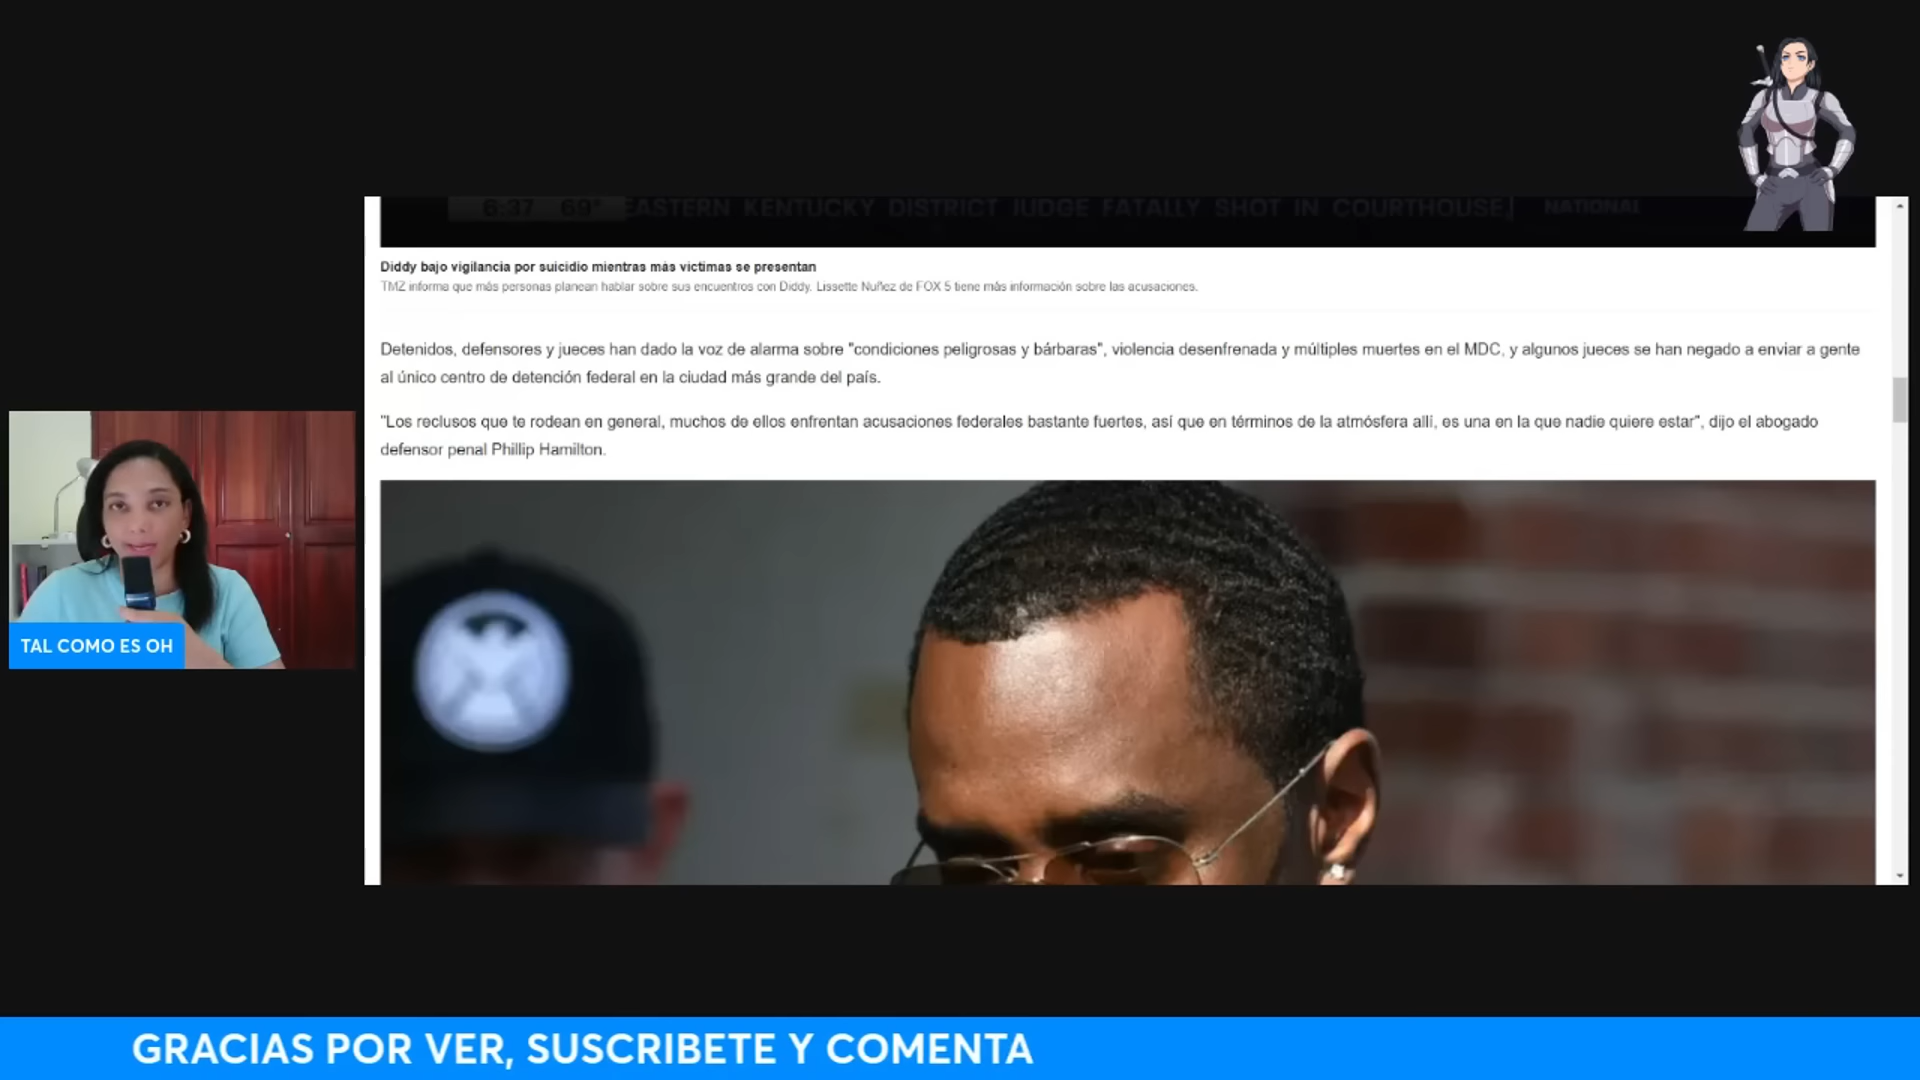 6:37 69° EASTERN KENTUCKY DISTRICT JUDGE FATALLY SHOT IN COURTHOUSE NATIONAL
Diddy bajo vigilancia por suicidio mientras más victimas se presentan
TMZ informa que más personas planean hablar sobre sus encuentros con Diddy. Lissette Nuñez de FOX 5 tiene más información sobre las acusaciones.
Detenidos, defensores y jueces han dado la voz de alarma sobre "condiciones peligrosas y bárbaras", violencia desenfrenada y múltiples muertes en el MDC, y algunos jueces se han negado a enviar a gente
al único centro de detención federal en la ciudad más grande del país.
"Los reclusos que te rodean en general, muchos de ellos enfrentan acusaciones federales bastante fuertes, así que en términos de la atmósfera allí, es una en la que nadie quiere estar", dijo el abogado
defensor penal Phillip Hamilton.
TAL COMO ES OH
GRACIAS POR VER, SUSCRIBETE Y COMENTA